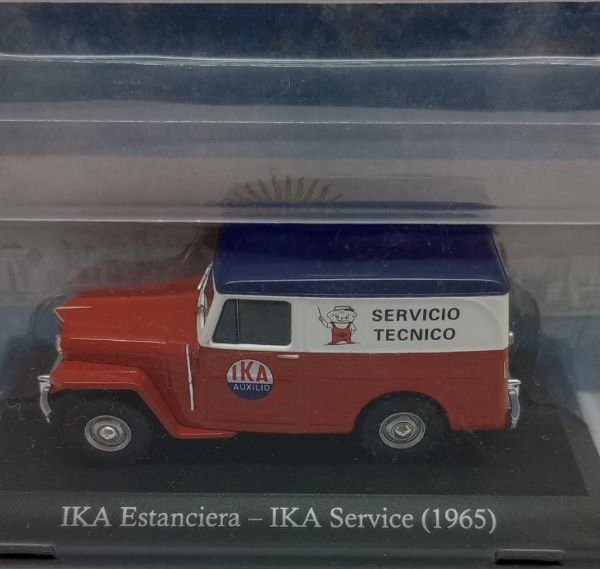 SERVICIO
TECNICO
IKA
AUXILIO
IKA Estanciera – IKA Service (1965)